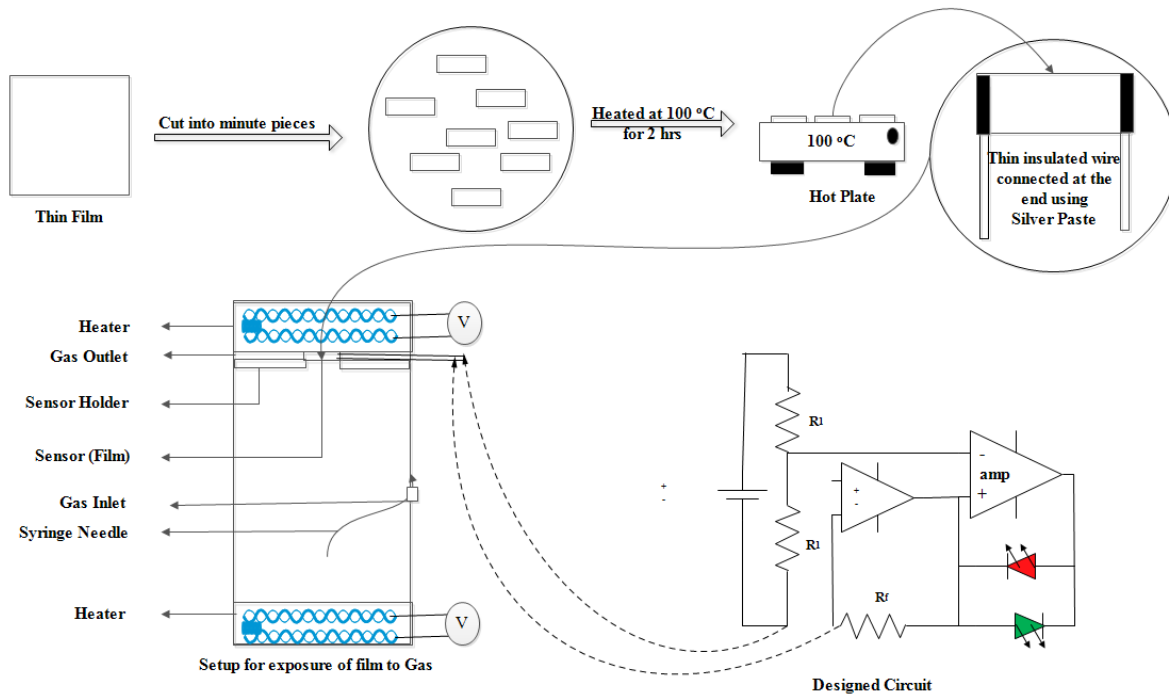 Thin Film
Cut into minute pieces
Heated at 100 °C
for 2 hrs
100 °C
Hot Plate
Thin insulated wire
connected at the
end using
Silver Paste
Heater
Gas Outlet
Sensor Holder
Sensor (Film)
Gas Inlet
Syringe Needle
Heater
V
V
Setup for exposure of film to Gas
+
-
R1
R1
+
-
Rf
-
amp
+
Designed Circuit